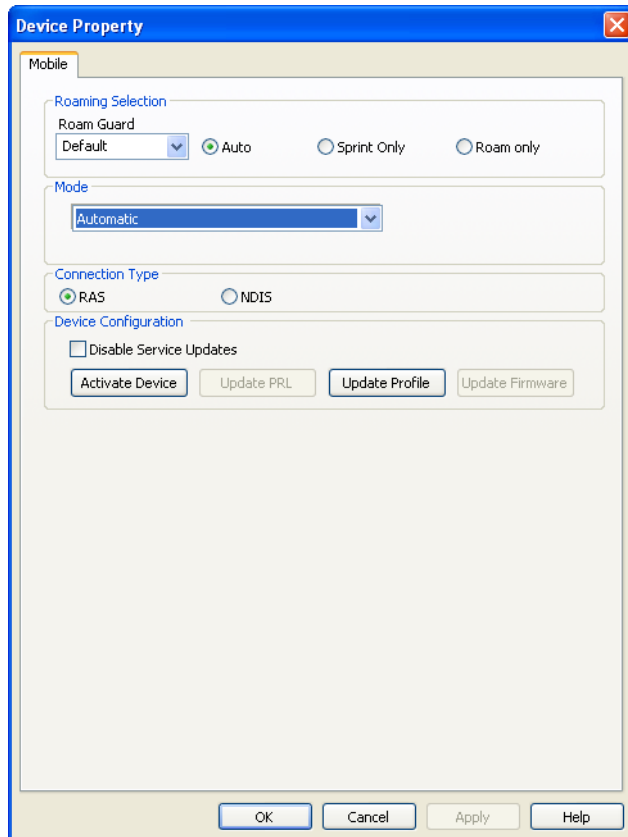 Device Property
Mobile
Roaming Selection
Roam Guard
Default Auto Sprint Only Roam only
Mode
Automatic
Connection Type
RAS NDIS
Device Configuration
Disable Service Updates
Activate Device Update PRL Update Profile Update Firmware
OK Cancel Apply Help